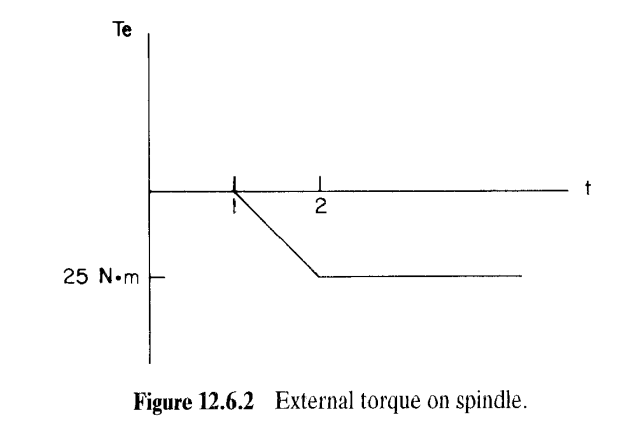 Te
t
1
2
25 N•m
Figure 12.6.2 External torque on spindle.